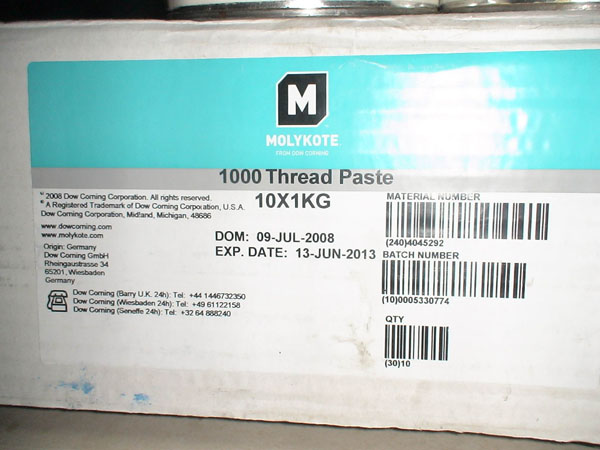 M
MOLYKOTE
FROM DOW CORNING
1000 Thread Paste
10X1KG
© 2008 Dow Corning Corporation. All rights reserved.
® A Registered Trademark of Dow Corning Corporation, U.S.A.
Dow Corning Corporation, Midland, Michigan, 48686
www.dowcorning.com
www.molykote.com
Origin: Germany
Dow Corning GmbH
Rheingaustrasse 34
65201, Wiesbaden
Germany
DOM: 09-JUL-2008
EXP. DATE: 13-JUN-2013
Dow Corning (Barry U.K. 24h): Tel: +44 1446732350
Dow Corning (Wiesbaden 24h): Tel: +49 61122158
Dow Corning (Seneffe 24h): Tel: +32 64 888240
MATERIAL NUMBER
(240)4045292
BATCH NUMBER
(10)0005330774
QTY
(30)10